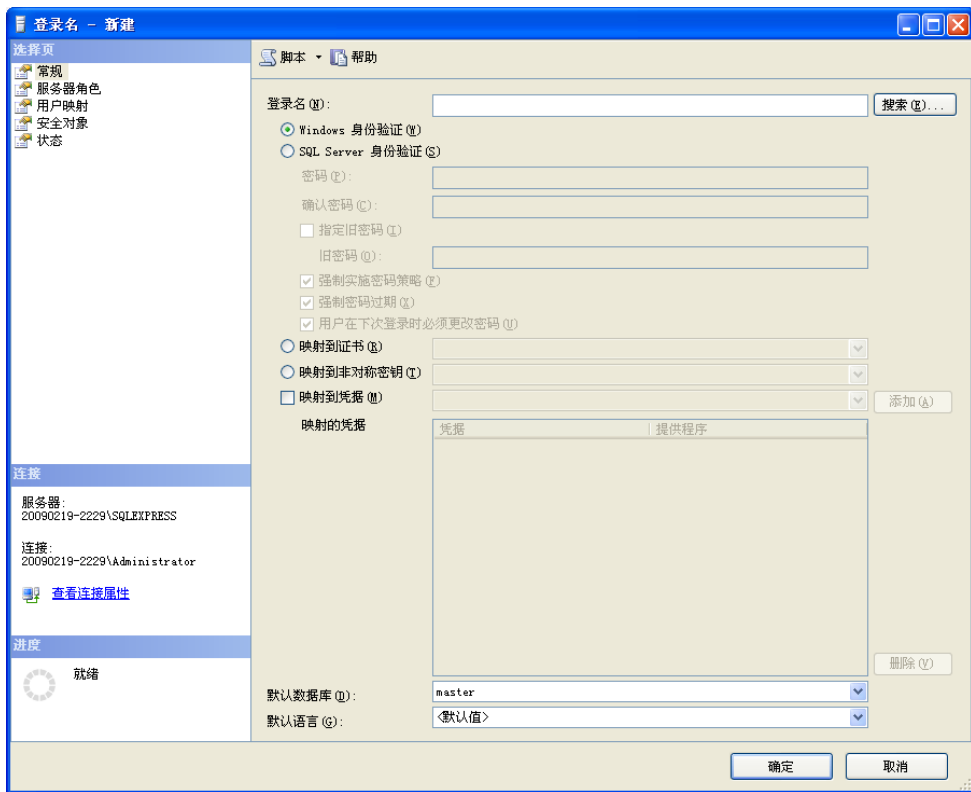 登录名 - 新建
选择页
常规
服务器角色
用户映射
安全对象
状态
连接
服务器:
20090219-2229\SQLEXPRESS
连接:
20090219-2229\Administrator
查看连接属性
进度
就绪
脚本 帮助
登录名(N):
搜索(E)...
Windows 身份验证(W)
SQL Server 身份验证(S)
密码(P):
确认密码(C):
指定旧密码(I)
旧密码(O):
强制实施密码策略(F)
强制密码过期(X)
用户在下次登录时必须更改密码(U)
映射到证书(R)
映射到非对称密钥(T)
映射到凭据(M)
添加(A)
映射的凭据
凭据 提供程序
删除(V)
默认数据库(D): master
默认语言(G): <默认值>
确定 取消